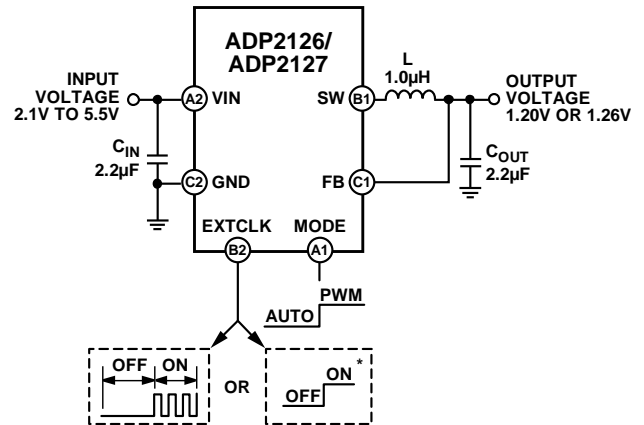 ADP2126/
ADP2127
INPUT
VOLTAGE
2.1V TO 5.5V
A2
VIN
SW
B1
L
1.0µH
OUTPUT
VOLTAGE
1.20V OR 1.26V
CIN
2.2µF
C2
GND
FB
C1
COUT
2.2µF
EXTCLK
MODE
B2
A1
AUTO
PWM
OFF
ON
OR
OFF
ON
*